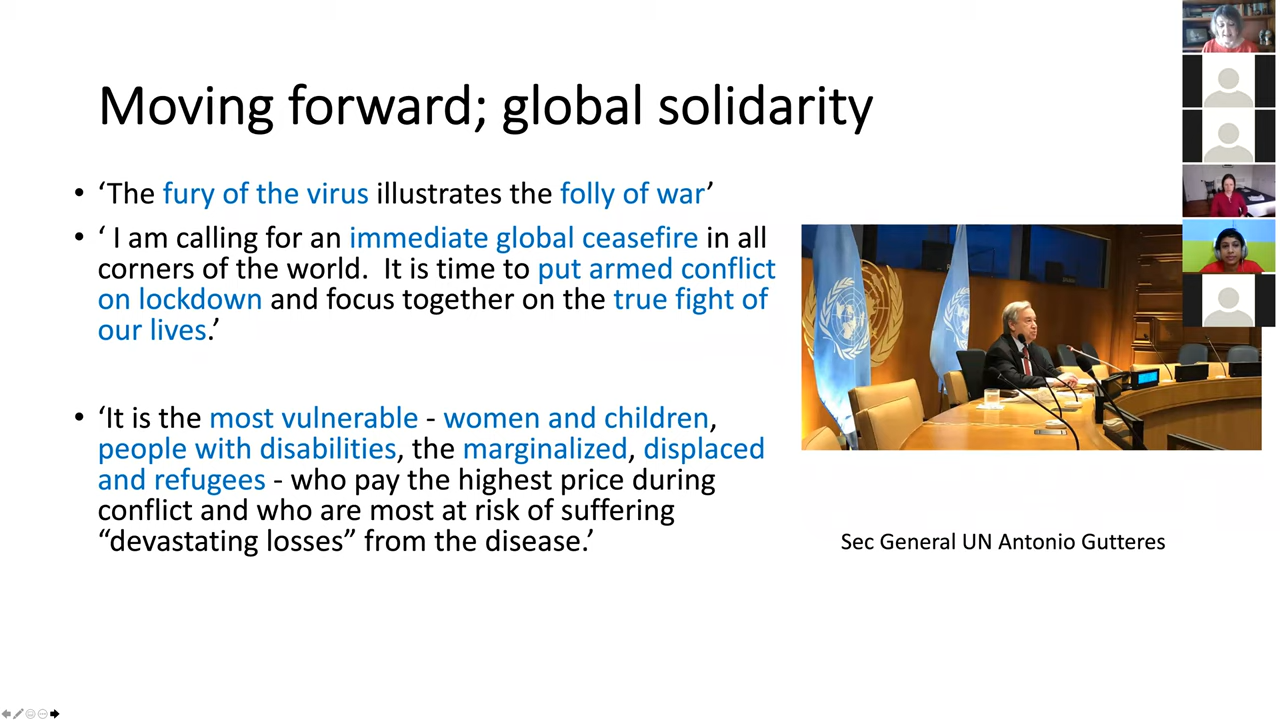 Moving forward; global solidarity
• ‘The fury of the virus illustrates the folly of war’
• ‘ I am calling for an immediate global ceasefire in all
corners of the world. It is time to put armed conflict
on lockdown and focus together on the true fight of
our lives.’
• ‘It is the most vulnerable - women and children,
people with disabilities, the marginalized, displaced
and refugees - who pay the highest price during
conflict and who are most at risk of suffering
“devastating losses” from the disease.’
Sec General UN Antonio Gutteres